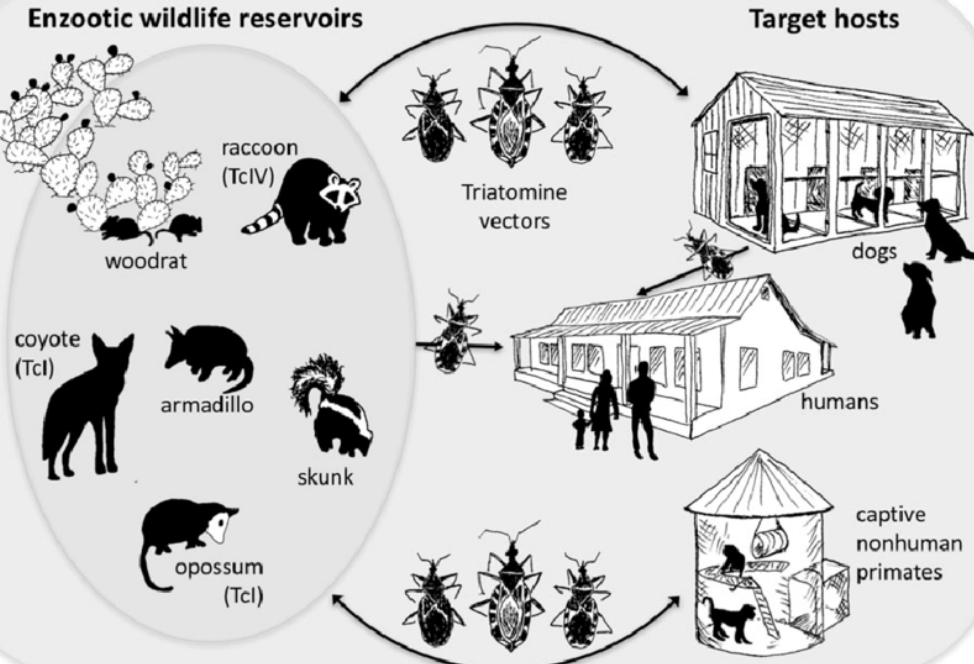 Enzootic wildlife reservoirs
Target hosts
raccoon
(TcIV)
woodrat
Triatomine
vectors
dogs
coyote
(TcI)
armadillo
skunk
humans
opossum
(TcI)
captive
nonhuman
primates